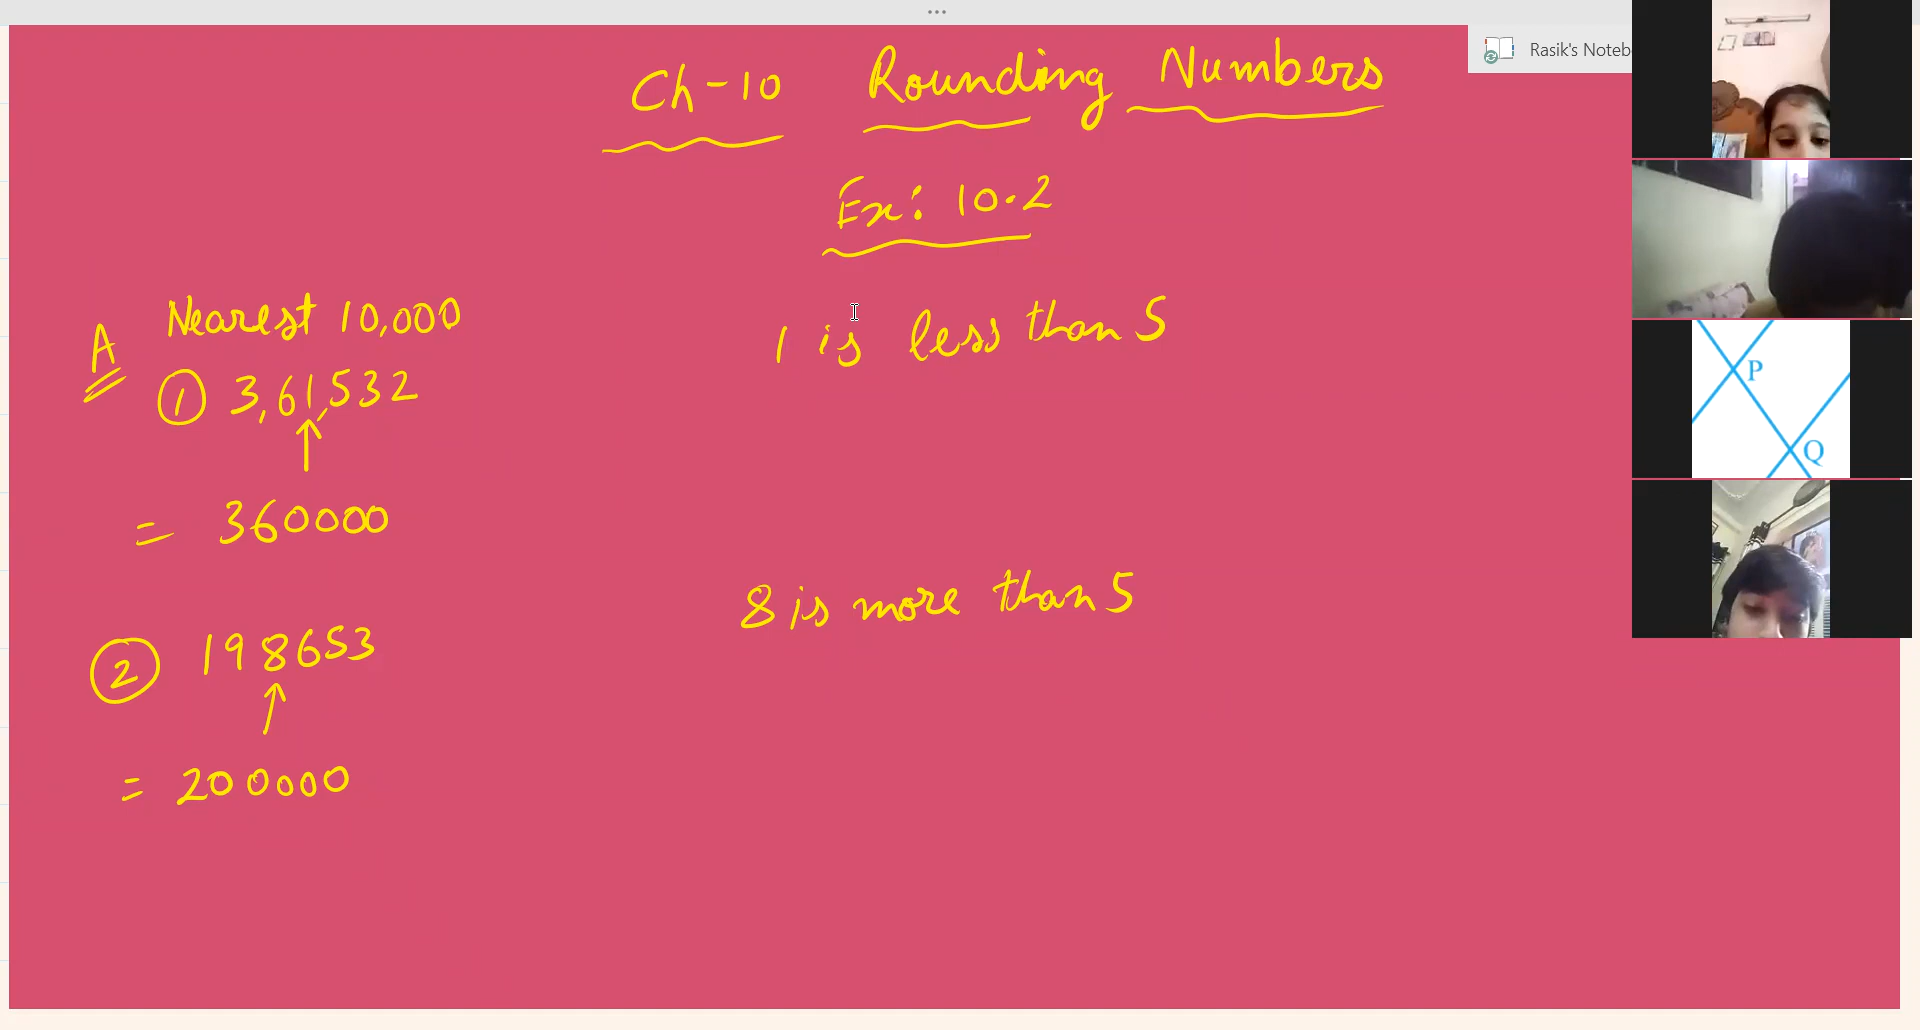 Rasik's Noteb
Ch-10 Rounding Numbers
Ex: 10.2
A Nearest 10,000
① 3,61,532
1 is less than 5
= 360000
② 198653
8 is more than 5
= 200000
P
Q